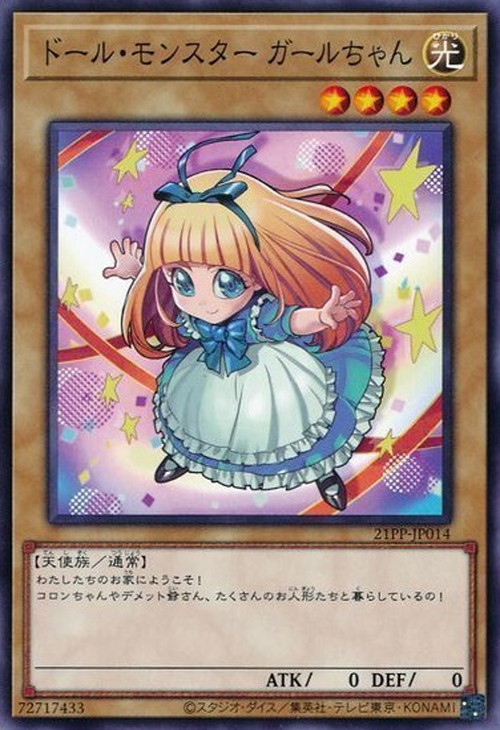 ドール・モンスター ガールちゃん
ひかり
光
21PP-JP014
【天使族／通常】
わたしたちのお家にようこそ！
コロンちゃんやデメット爺さん、たくさんのお人形たちと暮らしているの！
ATK/ 0 DEF/ 0
72717433
©スタジオ・ダイス／集英社・テレビ東京・KONAMI